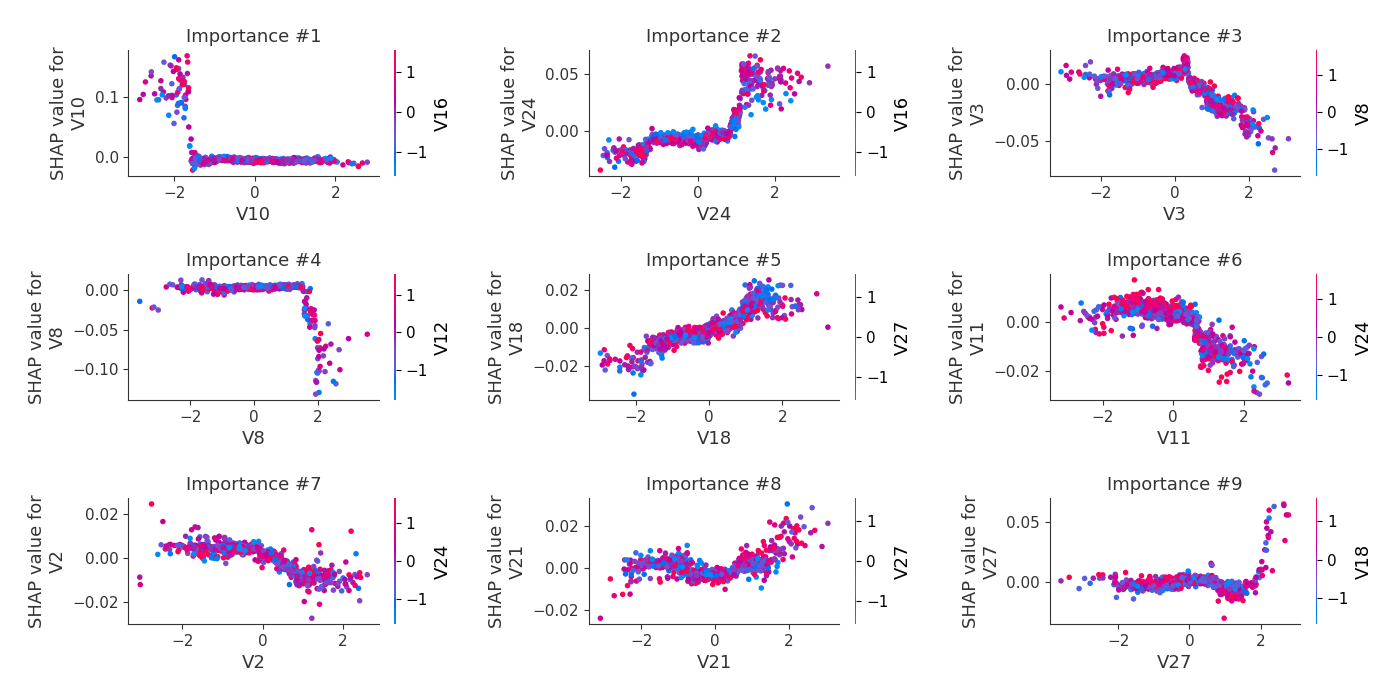 Importance #1
SHAP value for
V10
0.1
0.0
−2
0
2
V10
1
0
−1
V16
Importance #2
SHAP value for
V24
0.05
0.00
−2
0
2
V24
1
0
−1
V16
Importance #3
SHAP value for
V3
0.00
−0.05
−2
0
2
V3
1
0
−1
V8
Importance #4
SHAP value for
V8
0.00
−0.05
−0.10
−2
0
2
V8
1
0
−1
V12
Importance #5
SHAP value for
V18
0.02
0.00
−0.02
−2
0
2
V18
1
0
−1
V27
Importance #6
SHAP value for
V11
0.00
−0.02
−2
0
2
V11
1
0
−1
V24
Importance #7
SHAP value for
V2
0.02
0.00
−0.02
−2
0
2
V2
1
0
−1
V24
Importance #8
SHAP value for
V21
0.02
0.00
−0.02
−2
0
2
V21
1
0
−1
V27
Importance #9
SHAP value for
V27
0.05
0.00
−2
0
2
V27
1
0
−1
V18